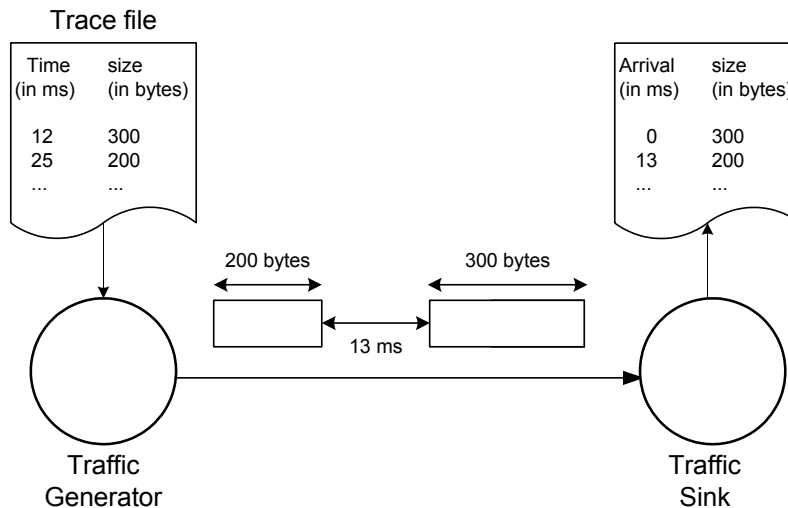 Trace file
Time size
(in ms) (in bytes)
12 300
25 200
... ...
Arrival size
(in ms) (in bytes)
0 300
13 200
... ...
200 bytes
300 bytes
13 ms
Traffic
Generator
Traffic
Sink